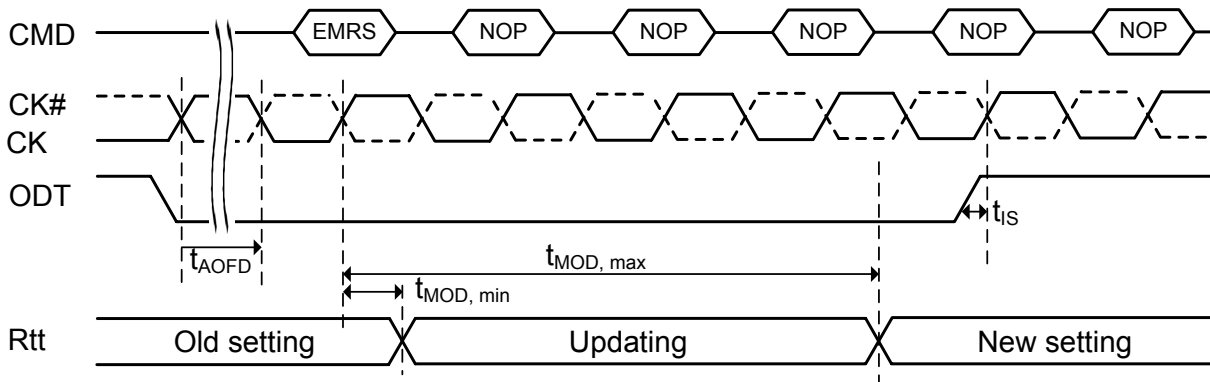 CMD EMRS NOP NOP NOP NOP NOP
CK#
CK
ODT
tIS
tAOFD
tMOD, max
tMOD, min
Rtt Old setting Updating New setting